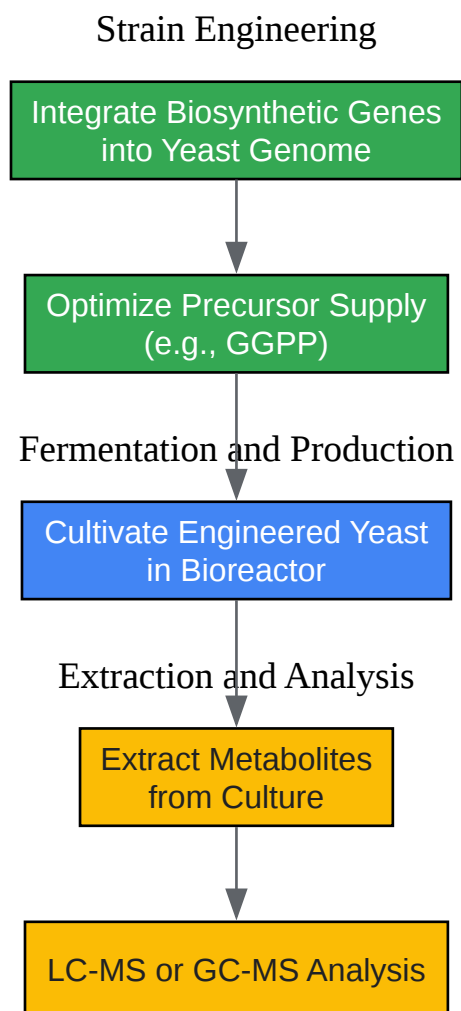 Strain Engineering
Integrate Biosynthetic Genes
into Yeast Genome
Optimize Precursor Supply
(e.g., GGPP)
Fermentation and Production
Cultivate Engineered Yeast
in Bioreactor
Extraction and Analysis
Extract Metabolites
from Culture
LC-MS or GC-MS Analysis